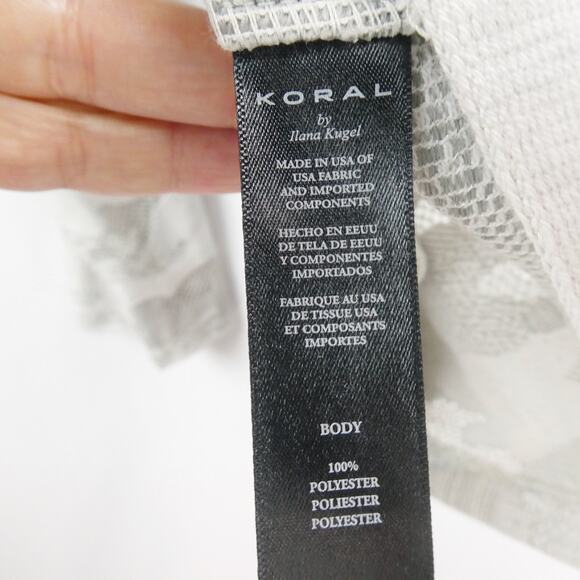 KORAL
by
Ilana Kugel
MADE IN USA OF
USA FABRIC
AND IMPORTED
COMPONENTS
HECHO EN EEUU
DE TELA DE EEUU
Y COMPONENTES
IMPORTADOS
FABRIQUE AU USA
DE TISSUE USA
ET COMPOSANTS
IMPORTES
BODY
100%
POLYESTER
POLIESTER
POLYESTER